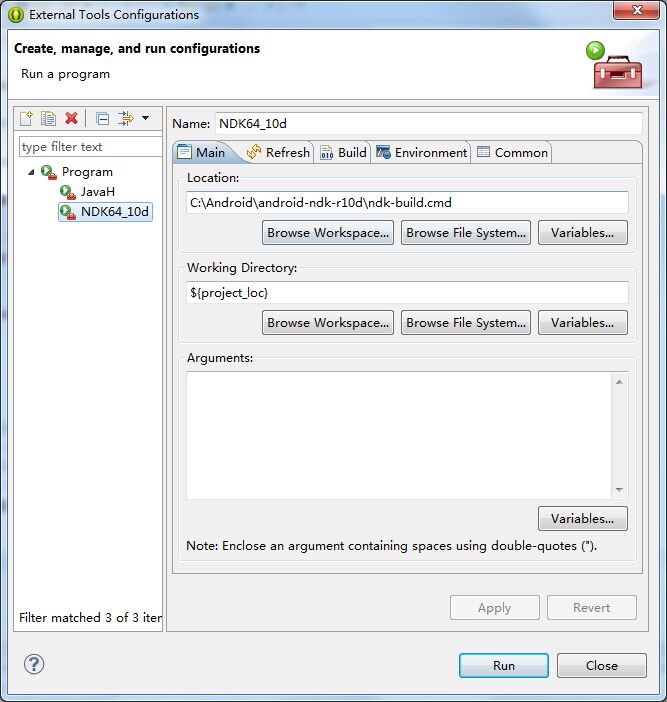 External Tools Configurations
Create, manage, and run configurations
Run a program
Name: NDK64_10d
type filter text
Program
JavaH
NDK64_10d
Main Refresh Build Environment Common
Location:
C:\Android\android-ndk-r10d\ndk-build.cmd
Browse Workspace... Browse File System... Variables...
Working Directory:
${project_loc}
Browse Workspace... Browse File System... Variables...
Arguments:
Variables...
Note: Enclose an argument containing spaces using double-quotes (").
Filter matched 3 of 3 iter
Apply Revert
Run Close